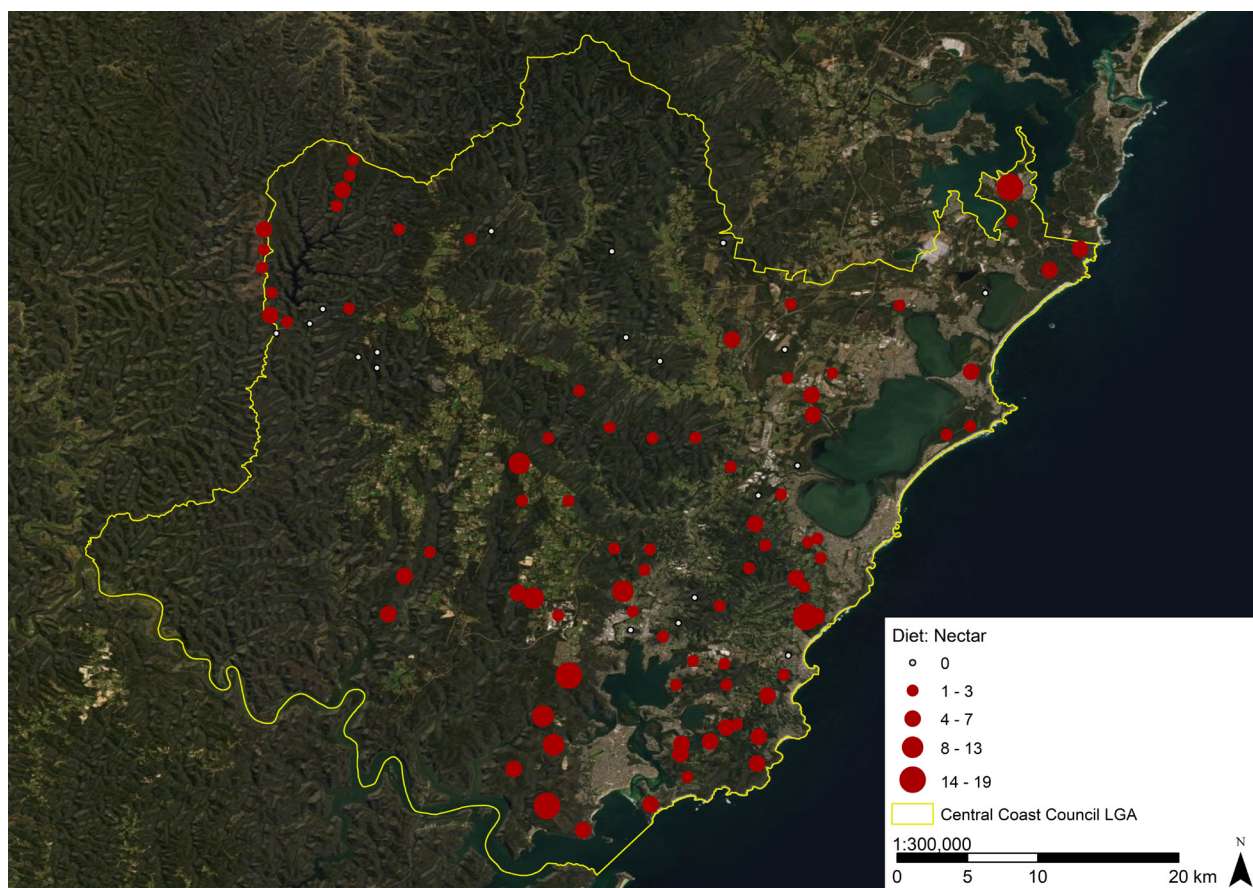 Diet: Nectar
0
1 - 3
4 - 7
8 - 13
14 - 19
Central Coast Council LGA
1:300,000
N
0 5 10 20 km